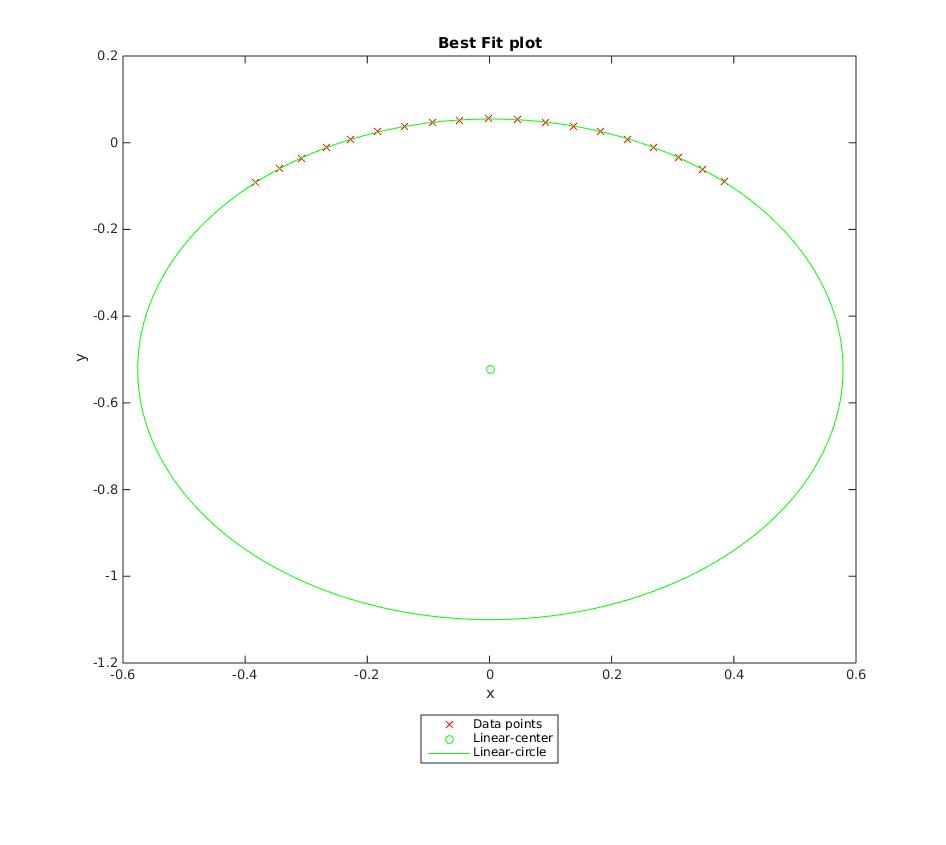 Best Fit plot
0.2
0
-0.2
-0.4
-0.6
-0.8
-1
-1.2
y
-0.6 -0.4 -0.2 0 0.2 0.4 0.6
x
Data points
Linear-center
Linear-circle